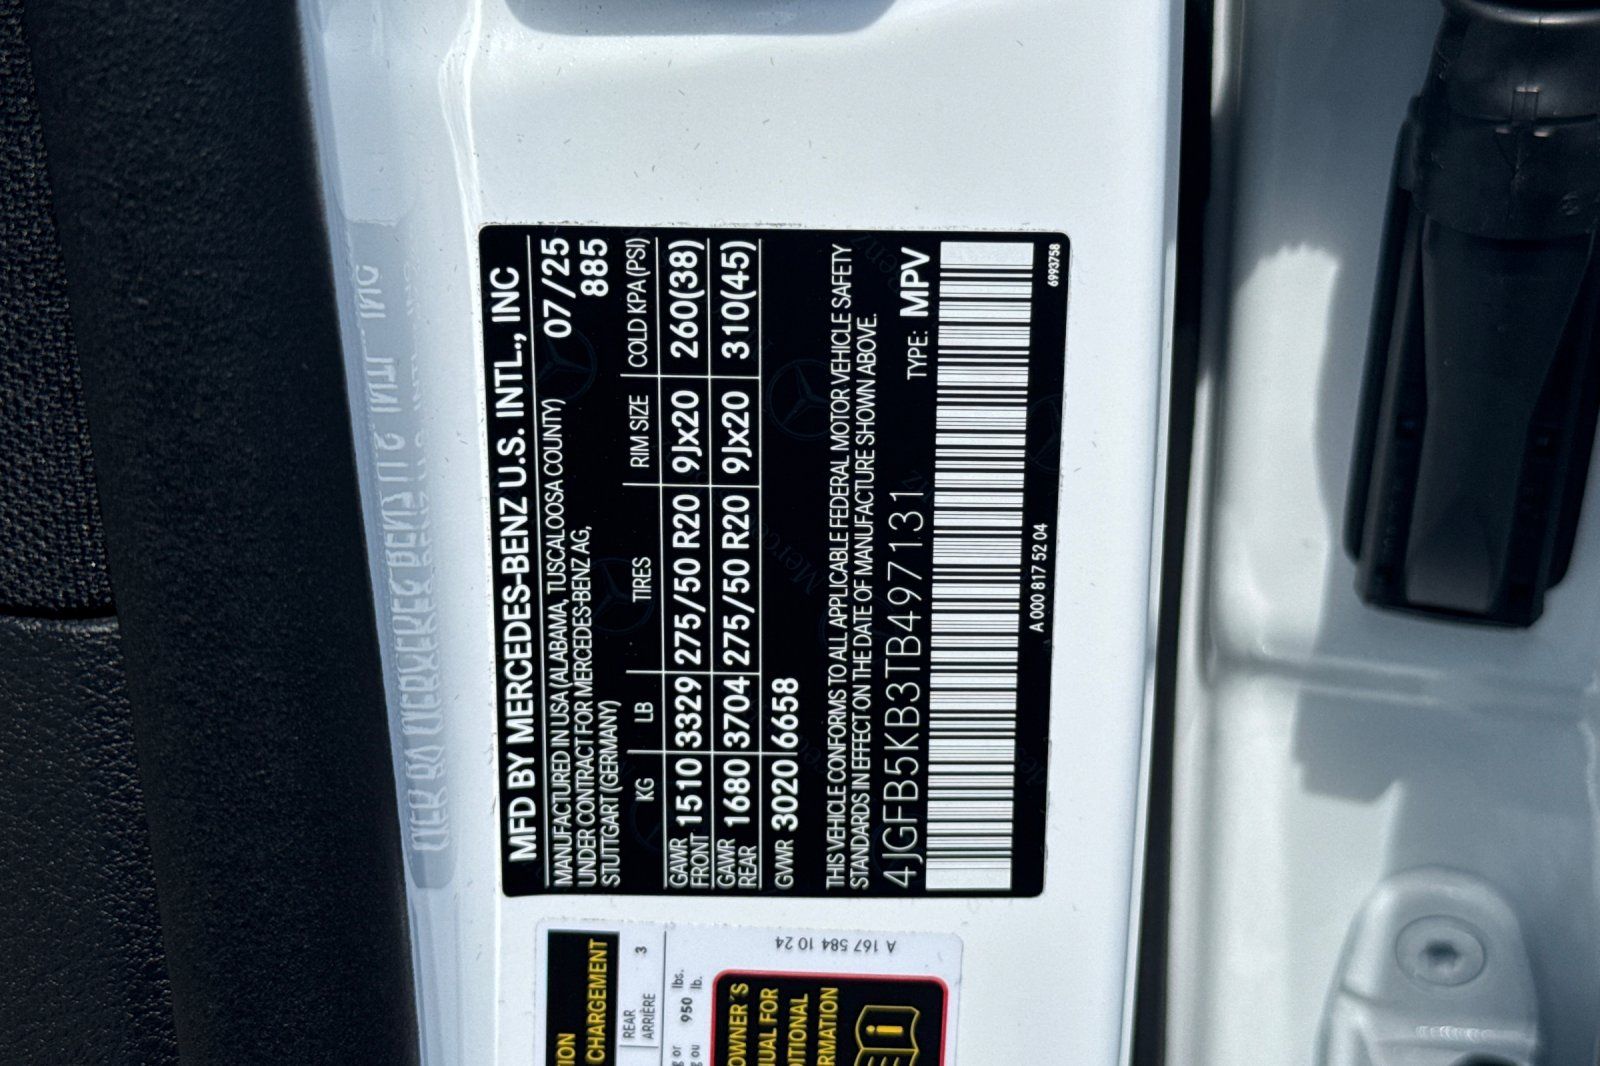 MFD BY MERCEDES-BENZ U.S. INTL., INC
MANUFACTURED IN USA (ALABAMA, TUSCALOOSA COUNTY) 07/25
UNDER CONTRACT FOR MERCEDES-BENZ AG, 885
STUTTGART (GERMANY)
KG LB TIRES RIM SIZE COLD KPA(PSI)
GAWR FRONT 1510 3329 275/50 R20 9Jx20 260(38)
GAWR REAR 1680 3704 275/50 R20 9Jx20 310(45)
GVWR 3020 6658
THIS VEHICLE CONFORMS TO ALL APPLICABLE FEDERAL MOTOR VEHICLE SAFETY
STANDARDS IN EFFECT ON THE DATE OF MANUFACTURE SHOWN ABOVE.
4JGFB5KB3TB497131 TYPE: MPV
A 000 817 52 04
6993758
CHARGEMENT
REAR 3
ARRIÈRE
or 950 lbs.
ou lb.
A 167 584 10 24
OWNER'S
FOR